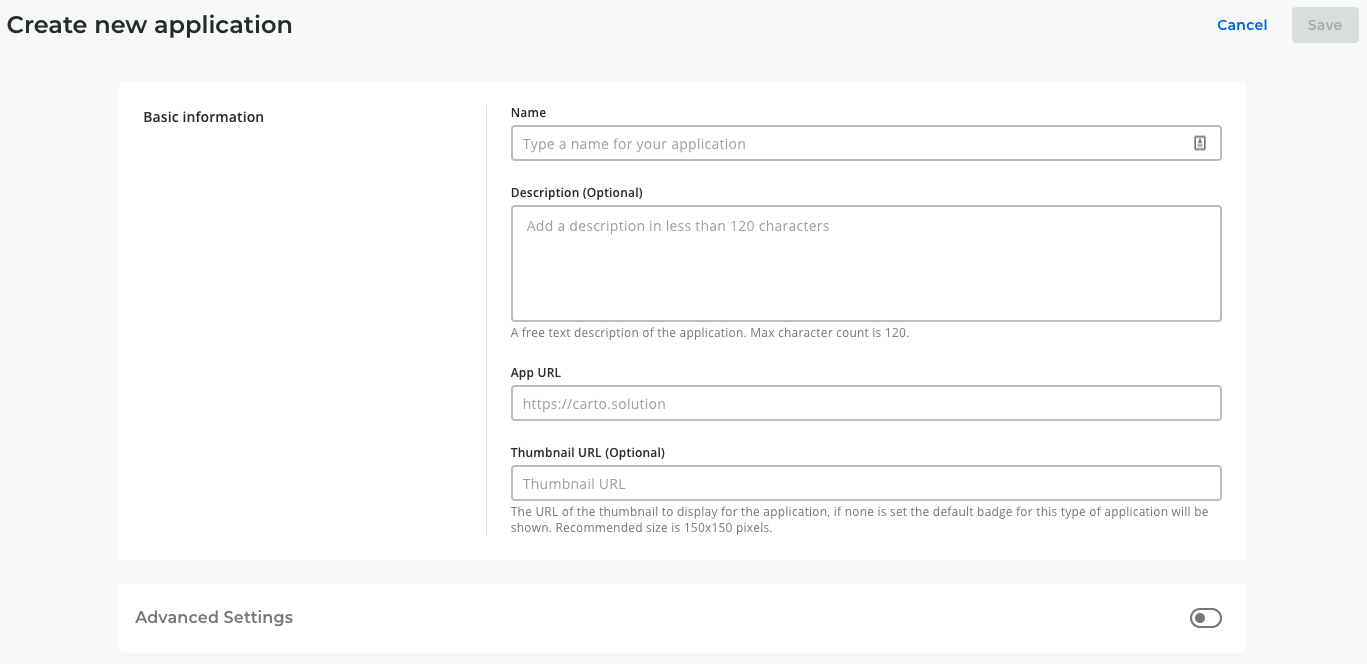 Create new application
Cancel
Save
Basic information
Name
Type a name for your application
Description (Optional)
Add a description in less than 120 characters
A free text description of the application. Max character count is 120.
App URL
https://carto.solution
Thumbnail URL (Optional)
Thumbnail URL
The URL of the thumbnail to display for the application, if none is set the default badge for this type of application will be
shown. Recommended size is 150x150 pixels.
Advanced Settings